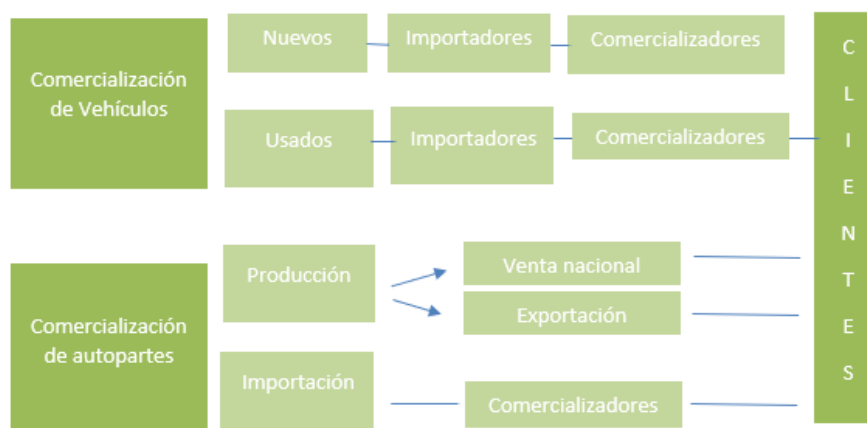 Comercialización
de Vehículos
Nuevos
Importadores
Comercializadores
Usados
Importadores
Comercializadores
Comercialización
de autopartes
Producción
Venta nacional
Exportación
Importación
Comercializadores
C
L
I
E
N
T
E
S